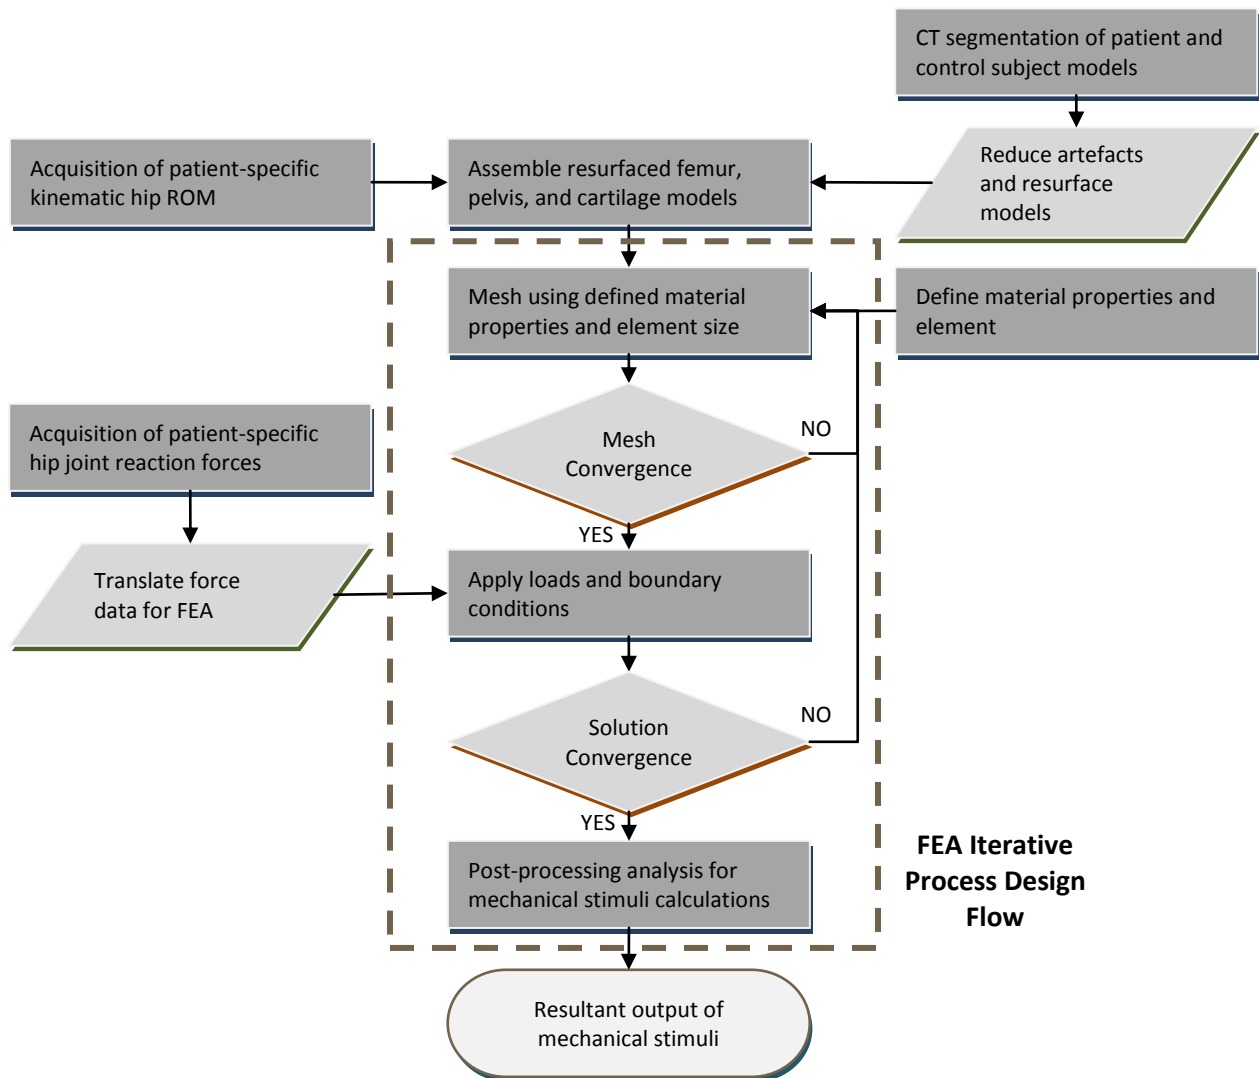 CT segmentation of patient and
control subject models
Acquisition of patient-specific
kinematic hip ROM
Assemble resurfaced femur,
pelvis, and cartilage models
Reduce artefacts
and resurface
models
Mesh using defined material
properties and element size
Define material properties and
element
Acquisition of patient-specific
hip joint reaction forces
Mesh
Convergence
NO
YES
Translate force
data for FEA
Apply loads and boundary
conditions
Solution
Convergence
NO
YES
Post-processing analysis for
mechanical stimuli calculations
FEA Iterative
Process Design
Flow
Resultant output of
mechanical stimuli